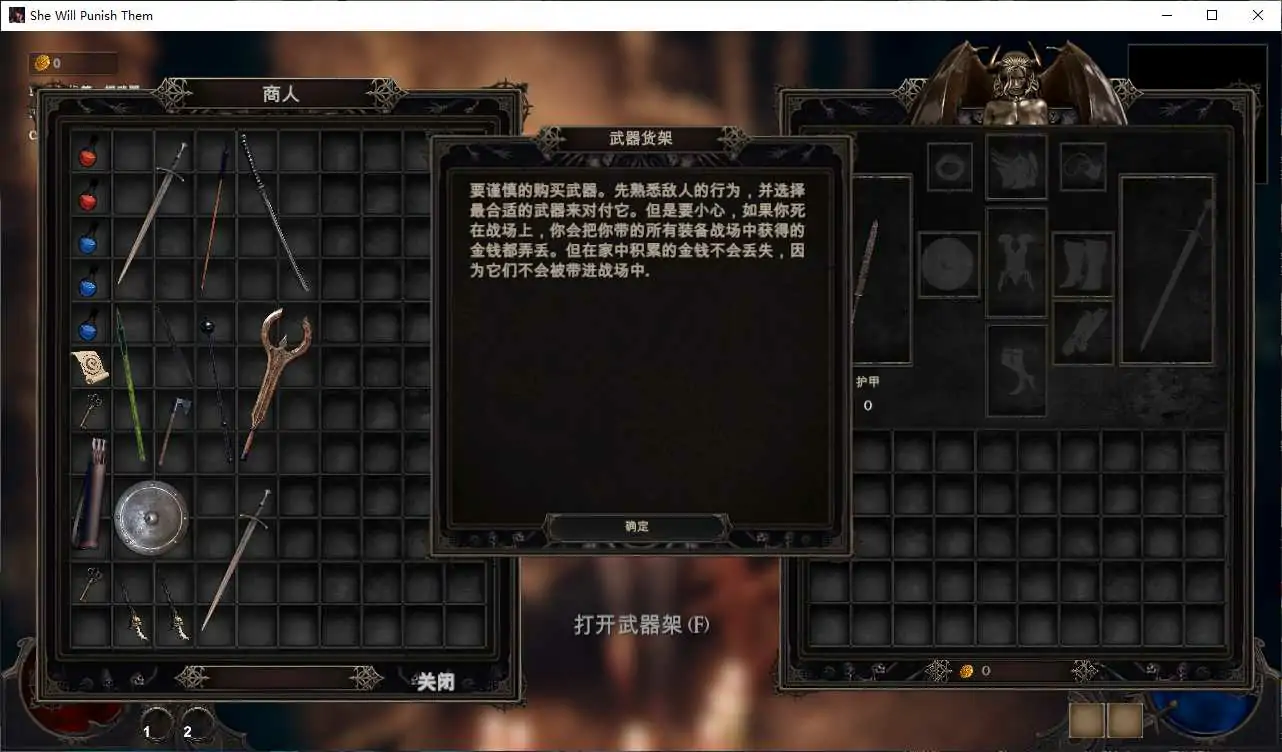 She Will Punish Them
0
商人
武器货架
要谨慎的购买武器。先熟悉敌人的行为，并选择
最合适的武器来对付它。但是要小心，如果你死
在战场上，你会把你带的所有装备战场中获得的
金钱都弄丢。但在家中积累的金钱不会丢失，因
为它们不会被带进战场中.
确定
护甲
0
打开武器架(F)
0
关闭
1
2